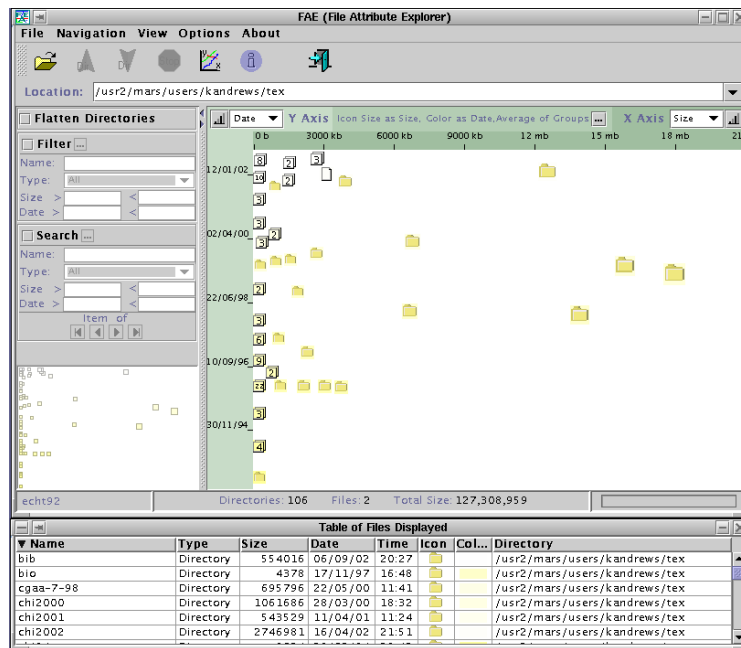 FAE (File Attribute Explorer)
File Navigation View Options About
Location: /usr2/mars/users/kandrews/tex
Flatten Directories
Date Y Axis Icon Size as Size, Color as Date,Average of Groups ... X Axis Size
0 b 3000 kb 6000 kb 9000 kb 12 mb 15 mb 18 mb 21
Filter ...
Name:
Type: All
Size > <
Date > <
Search ...
Name:
Type: All
Size > <
Date > <
Item of
8 2 3
12/01/02 10 2
3
3
02/04/00 3 2
2
22/06/98
3
6
10/09/96 9
2
22
3
30/11/94
4
echt92 Directories: 106 Files: 2 Total Size: 127,308,959
Table of Files Displayed
▼ Name Type Size Date Time Icon Col... Directory
bib Directory 554016 06/09/02 20:27 /usr2/mars/users/kandrews/tex
bio Directory 4378 17/11/97 16:48 /usr2/mars/users/kandrews/tex
cgaa-7-98 Directory 695796 22/05/00 11:41 /usr2/mars/users/kandrews/tex
chi2000 Directory 1061686 28/03/00 18:32 /usr2/mars/users/kandrews/tex
chi2001 Directory 543529 11/04/01 11:24 /usr2/mars/users/kandrews/tex
chi2002 Directory 2746981 16/04/02 21:51 /usr2/mars/users/kandrews/tex